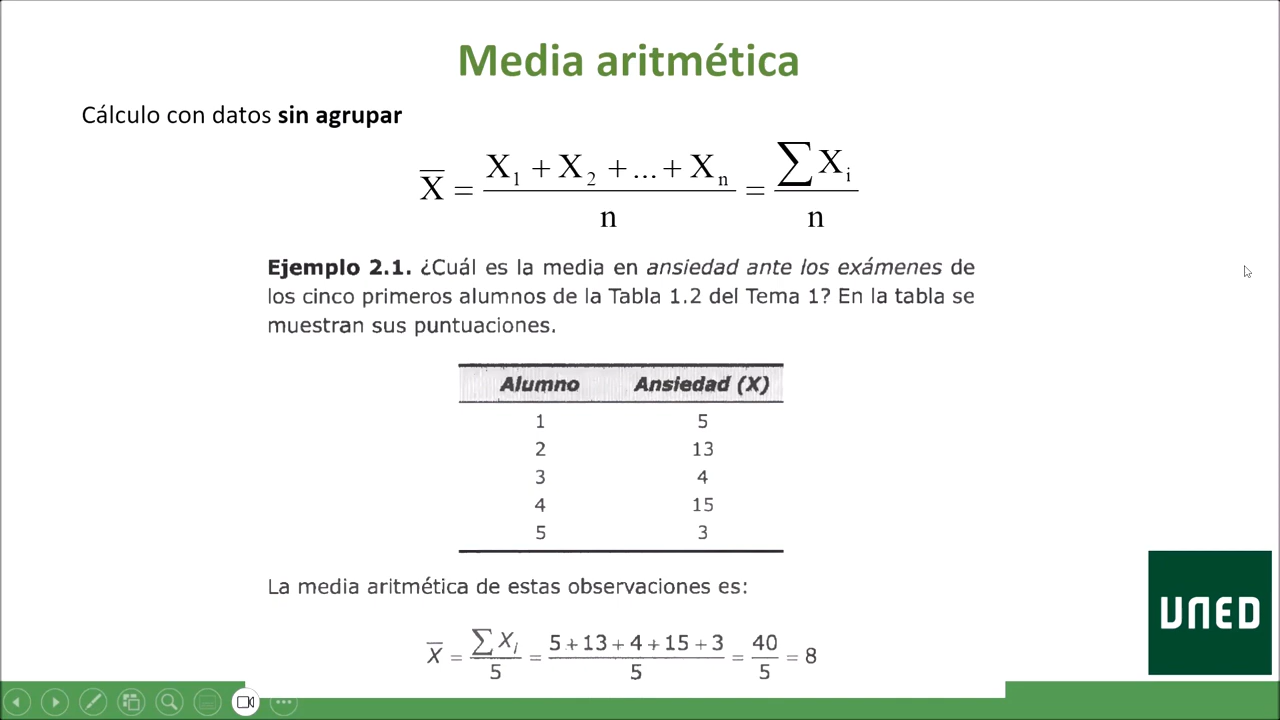 Media aritmética
Cálculo con datos sin agrupar
X̅ = (X₁ + X₂ + ... + Xₙ) / n = ∑Xᵢ / n
Ejemplo 2.1. ¿Cuál es la media en ansiedad ante los exámenes de
los cinco primeros alumnos de la Tabla 1.2 del Tema 1? En la tabla se
muestran sus puntuaciones.
Alumno Ansiedad (X)
1 5
2 13
3 4
4 15
5 3
La media aritmética de estas observaciones es:
X̅ = ∑Xᵢ / 5 = (5 + 13 + 4 + 15 + 3) / 5 = 40 / 5 = 8
UNED